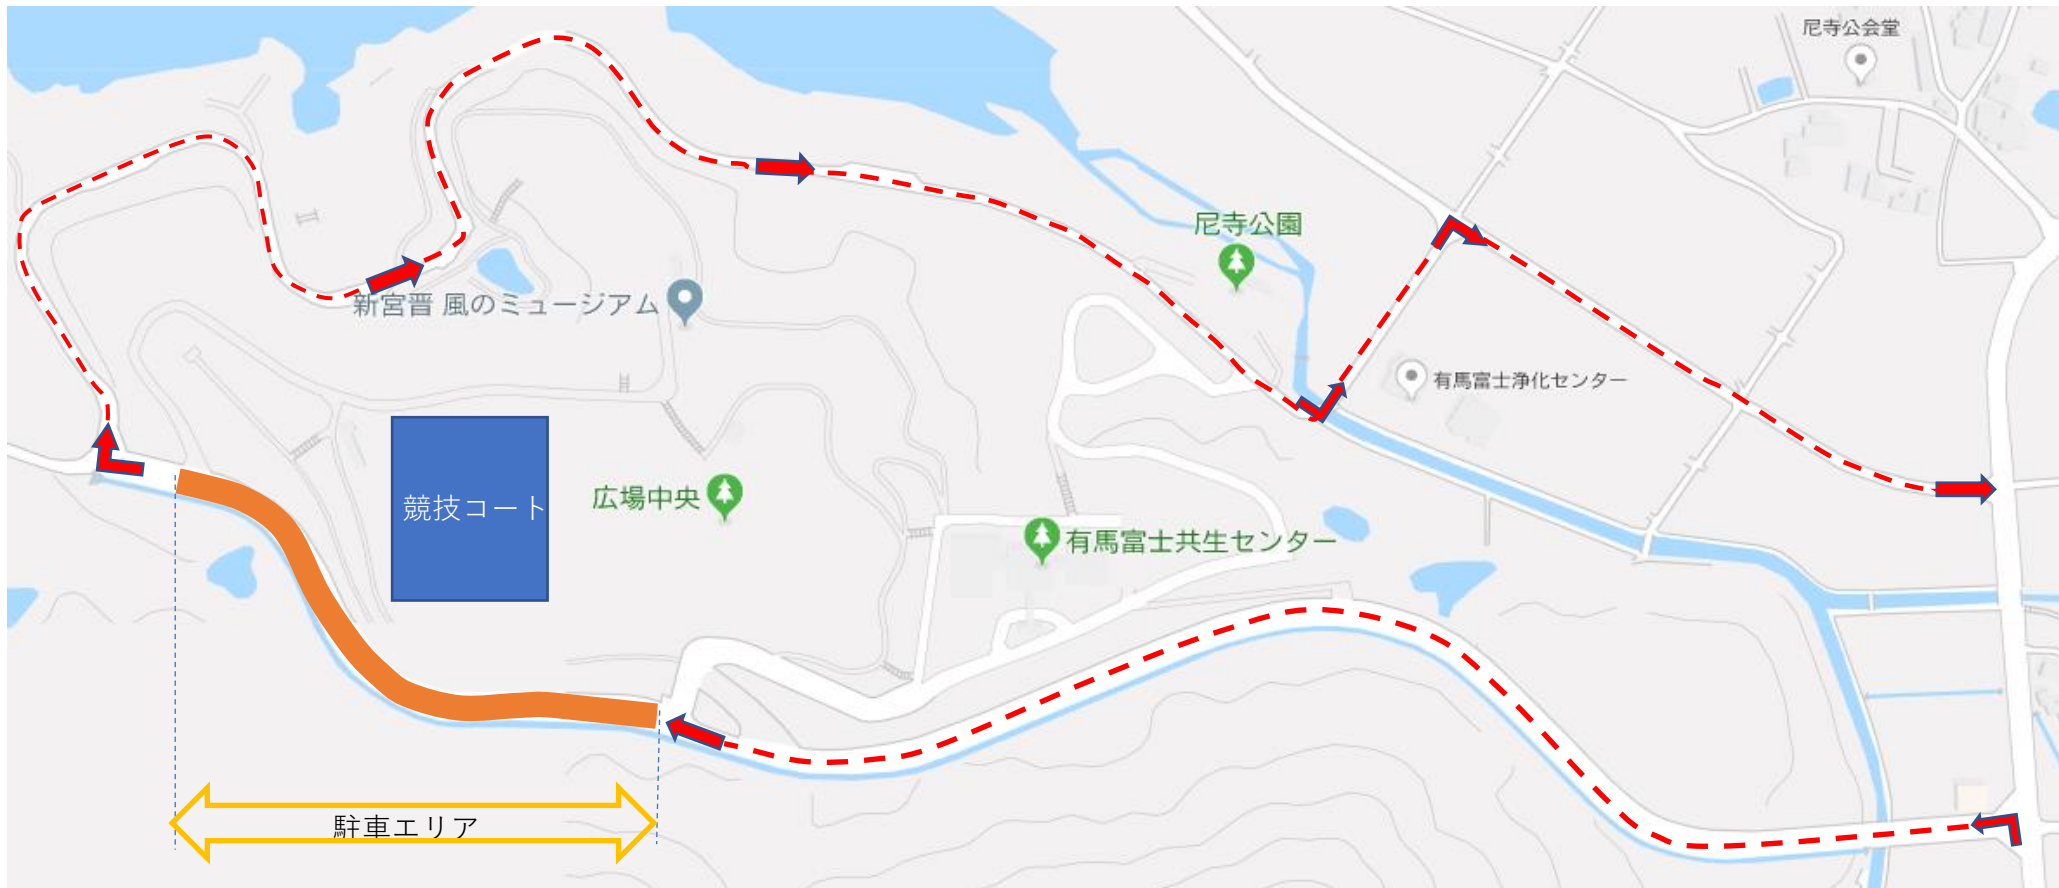 尼寺公会堂
尼寺公園
新宮晋 風のミュージアム
有馬富士浄化センター
競技コート
広場中央
有馬富士共生センター
駐車エリア